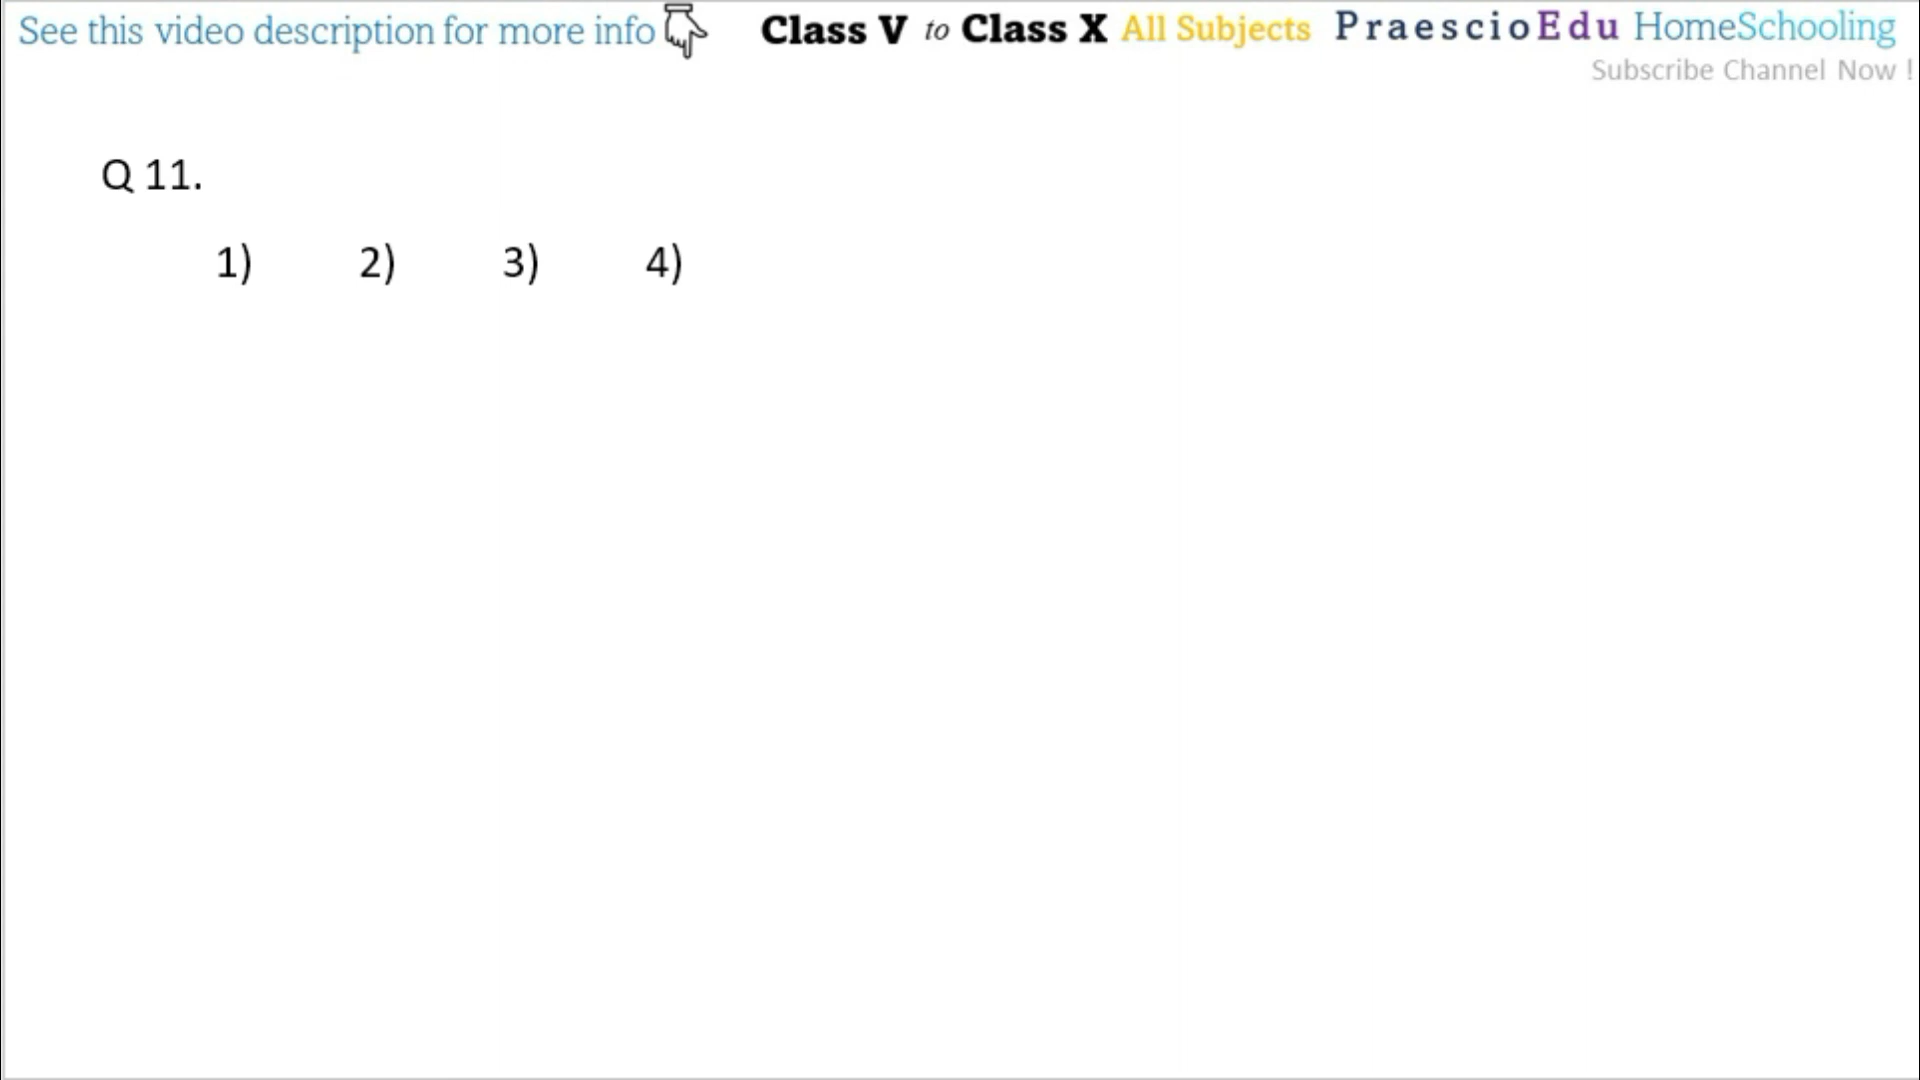 See this video description for more info Class V to Class X All Subjects PraescioEdu HomeSchooling
Subscribe Channel Now !
Q 11.
1) 2) 3) 4)